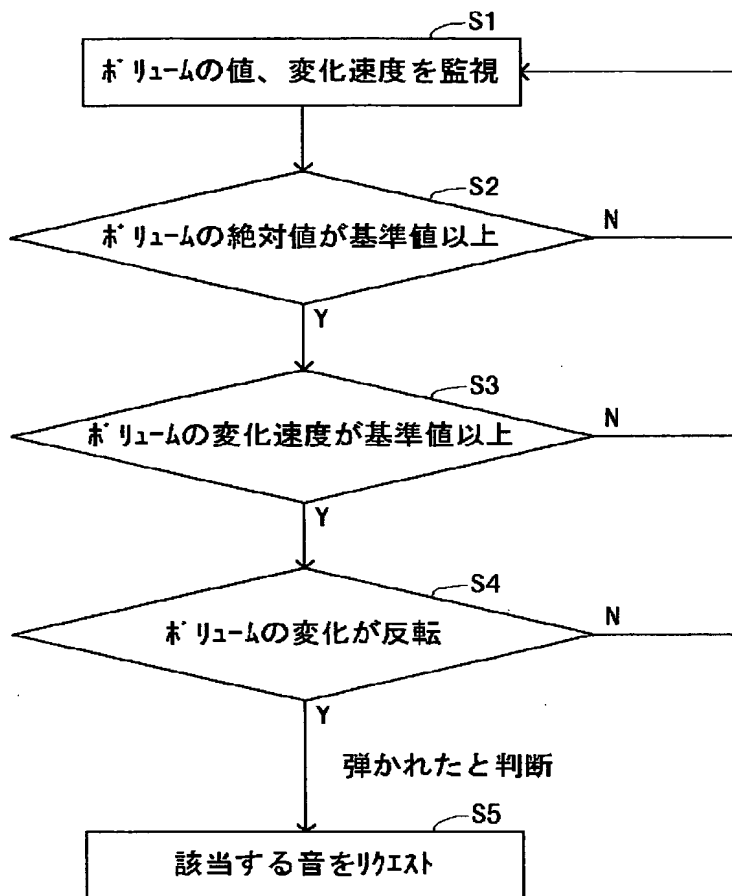 S1
ﾎﾞﾘｭｰﾑの値、変化速度を監視
S2
ﾎﾞﾘｭｰﾑの絶対値が基準値以上
N
Y
S3
ﾎﾞﾘｭｰﾑの変化速度が基準値以上
N
Y
S4
ﾎﾞﾘｭｰﾑの変化が反転
N
Y
弾かれたと判断
S5
該当する音をﾘｸｴｽﾄ